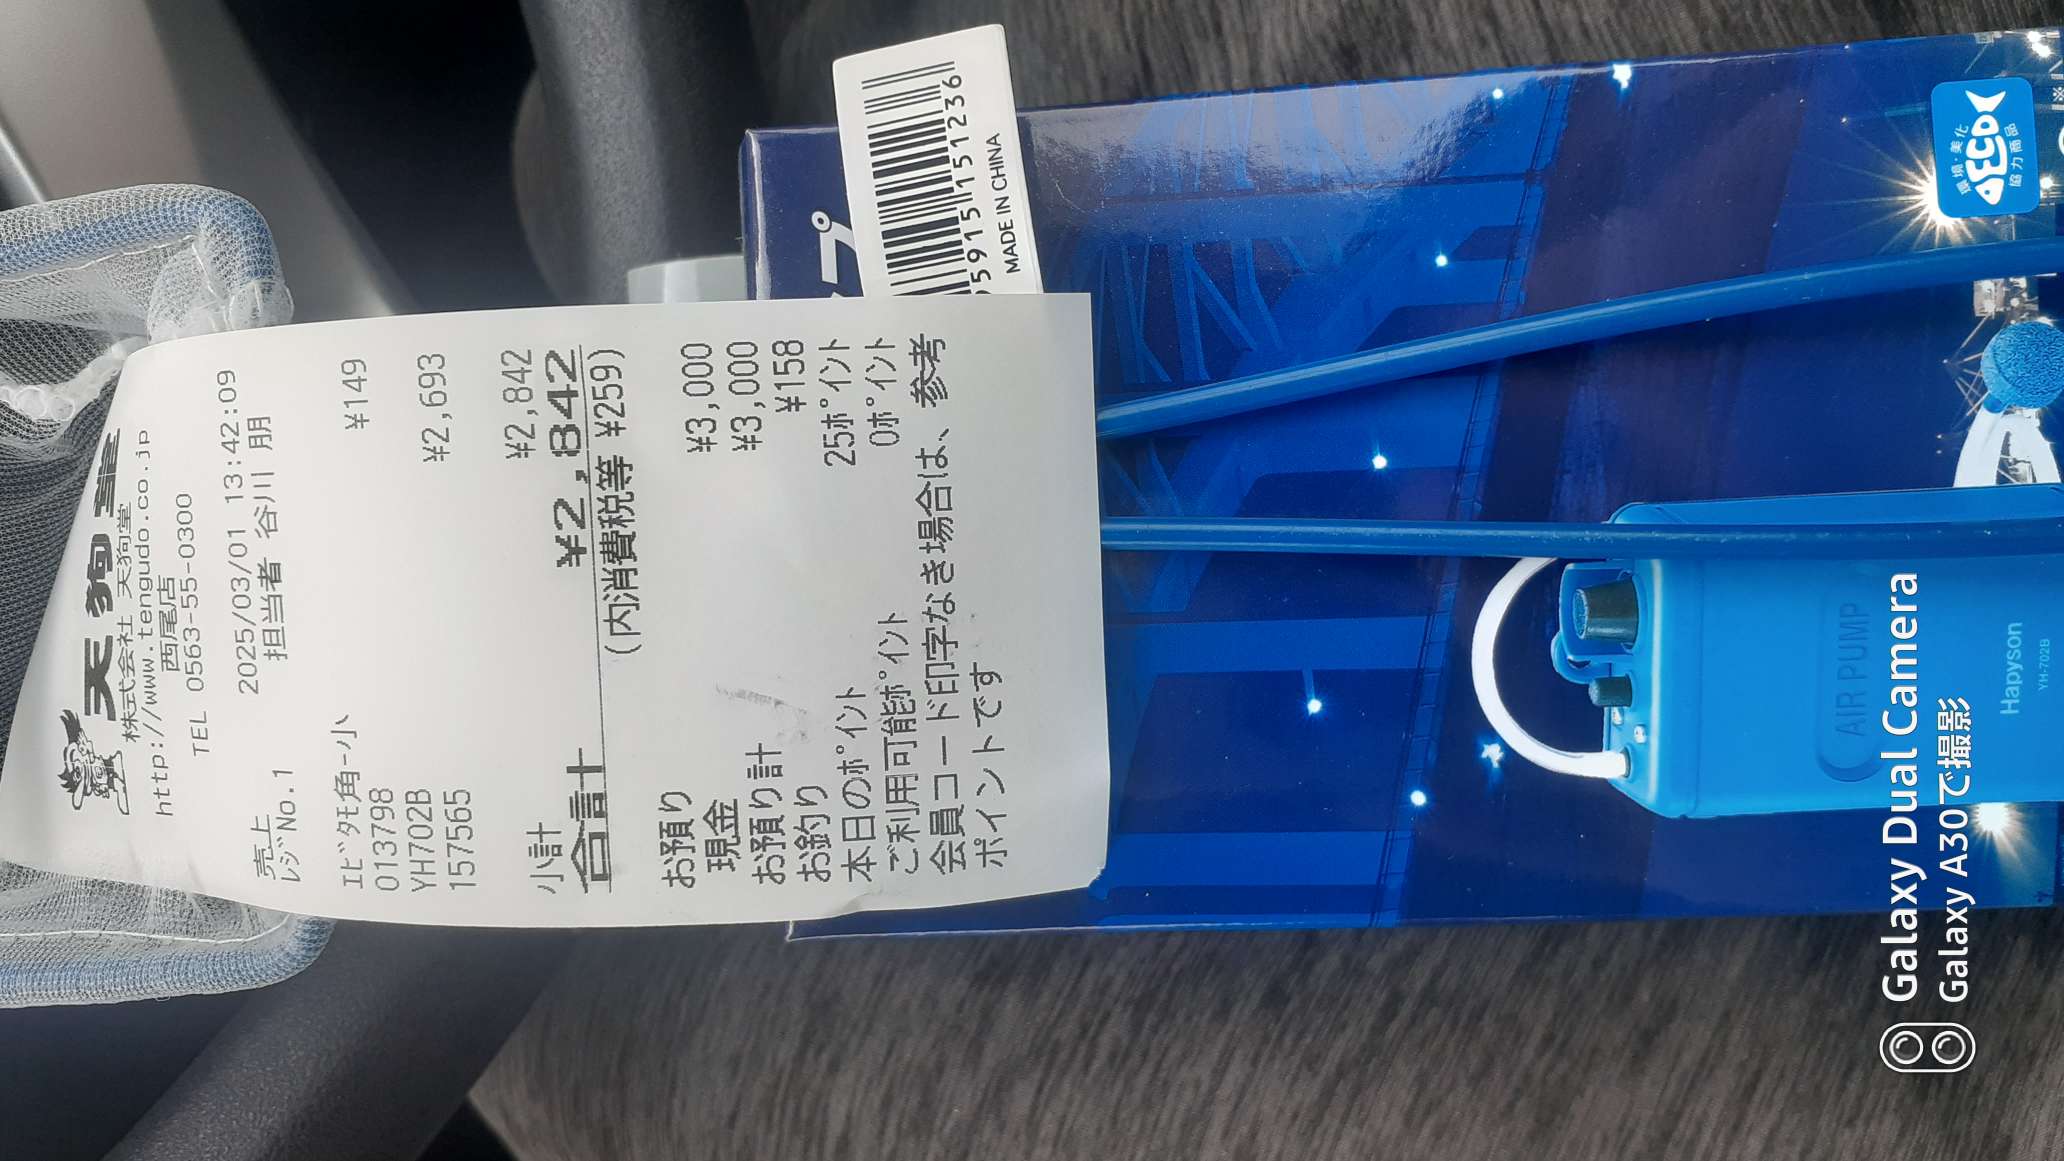 天狗堂
株式会社 天狗堂
http://www.tengudo.co.jp
西尾店
TEL 0563-55-0300
2025/03/01 13:42:09
売上
レジNo.1 担当者 谷川 朋
エビタモ角-小 ¥149
013798
YH702B ¥2,693
157565
小計 ¥2,842
合計 ¥2,842
(内消費税等 ¥259)
お預り ¥3,000
現金 ¥3,000
お預り計
お釣り ¥158
本日のポイント 25ポイント
ご利用可能ポイント 0ポイント
会員コード印字なき場合は、参考
ポイントです
5915 151236
MADE IN CHINA
プ
環境・美化
ECO
協力商品
AIR PUMP
Hapyson
YH-702B
Galaxy Dual Camera
Galaxy A30で撮影